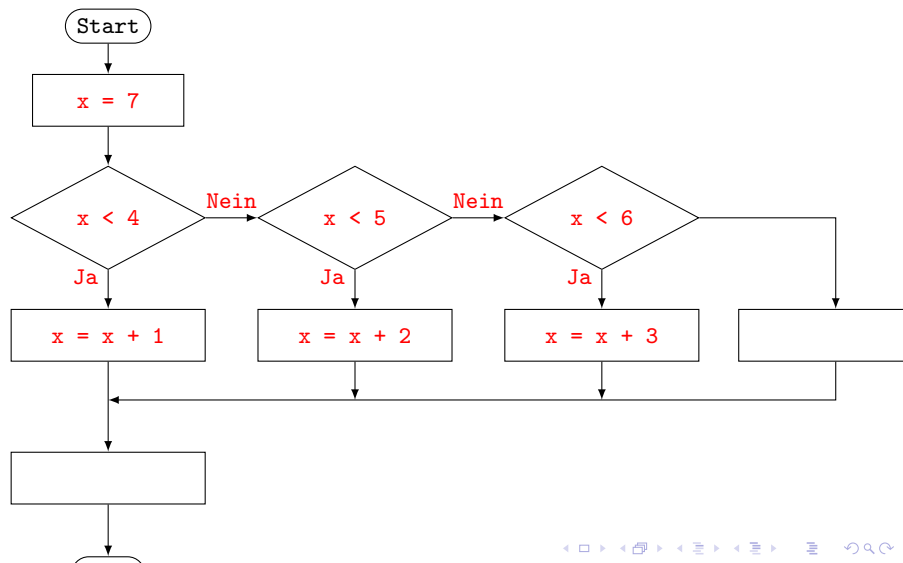 Start
x = 7
x < 4
Nein
x < 5
Nein
x < 6
Ja
Ja
Ja
x = x + 1
x = x + 2
x = x + 3